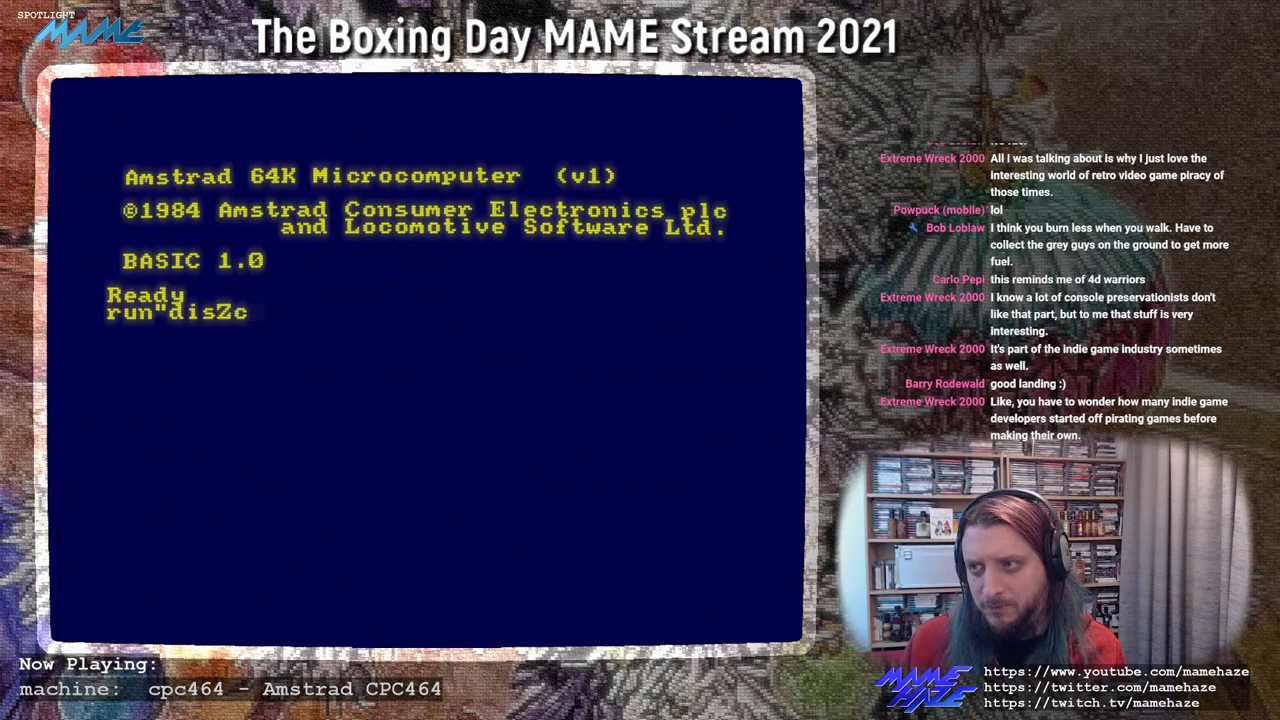 SPOTLIGHT
MAME
The Boxing Day MAME Stream 2021
Amstrad 64K Microcomputer (v1)
©1984 Amstrad Consumer Electronics plc
and Locomotive Software Ltd.
BASIC 1.0
Ready
run"disZc
Extreme Wreck 2000 All I was talking about is why I just love the
interesting world of retro video game piracy of
those times.
Powpuck (mobile) lol
Bob Loblaw I think you burn less when you walk. Have to
collect the grey guys on the ground to get more
fuel.
Carlo Pepi this reminds me of 4d warriors
Extreme Wreck 2000 I know a lot of console preservationists don't
like that part, but to me that stuff is very
interesting.
Extreme Wreck 2000 It's part of the indie game industry sometimes
as well.
Barry Rodewald good landing :)
Extreme Wreck 2000 Like, you have to wonder how many indie game
developers started off pirating games before
making their own.
Now Playing:
machine: cpc464 - Amstrad CPC464
MAME
HAZE
https://www.youtube.com/mamehaze
https://twitter.com/mamehaze
https://twitch.tv/mamehaze